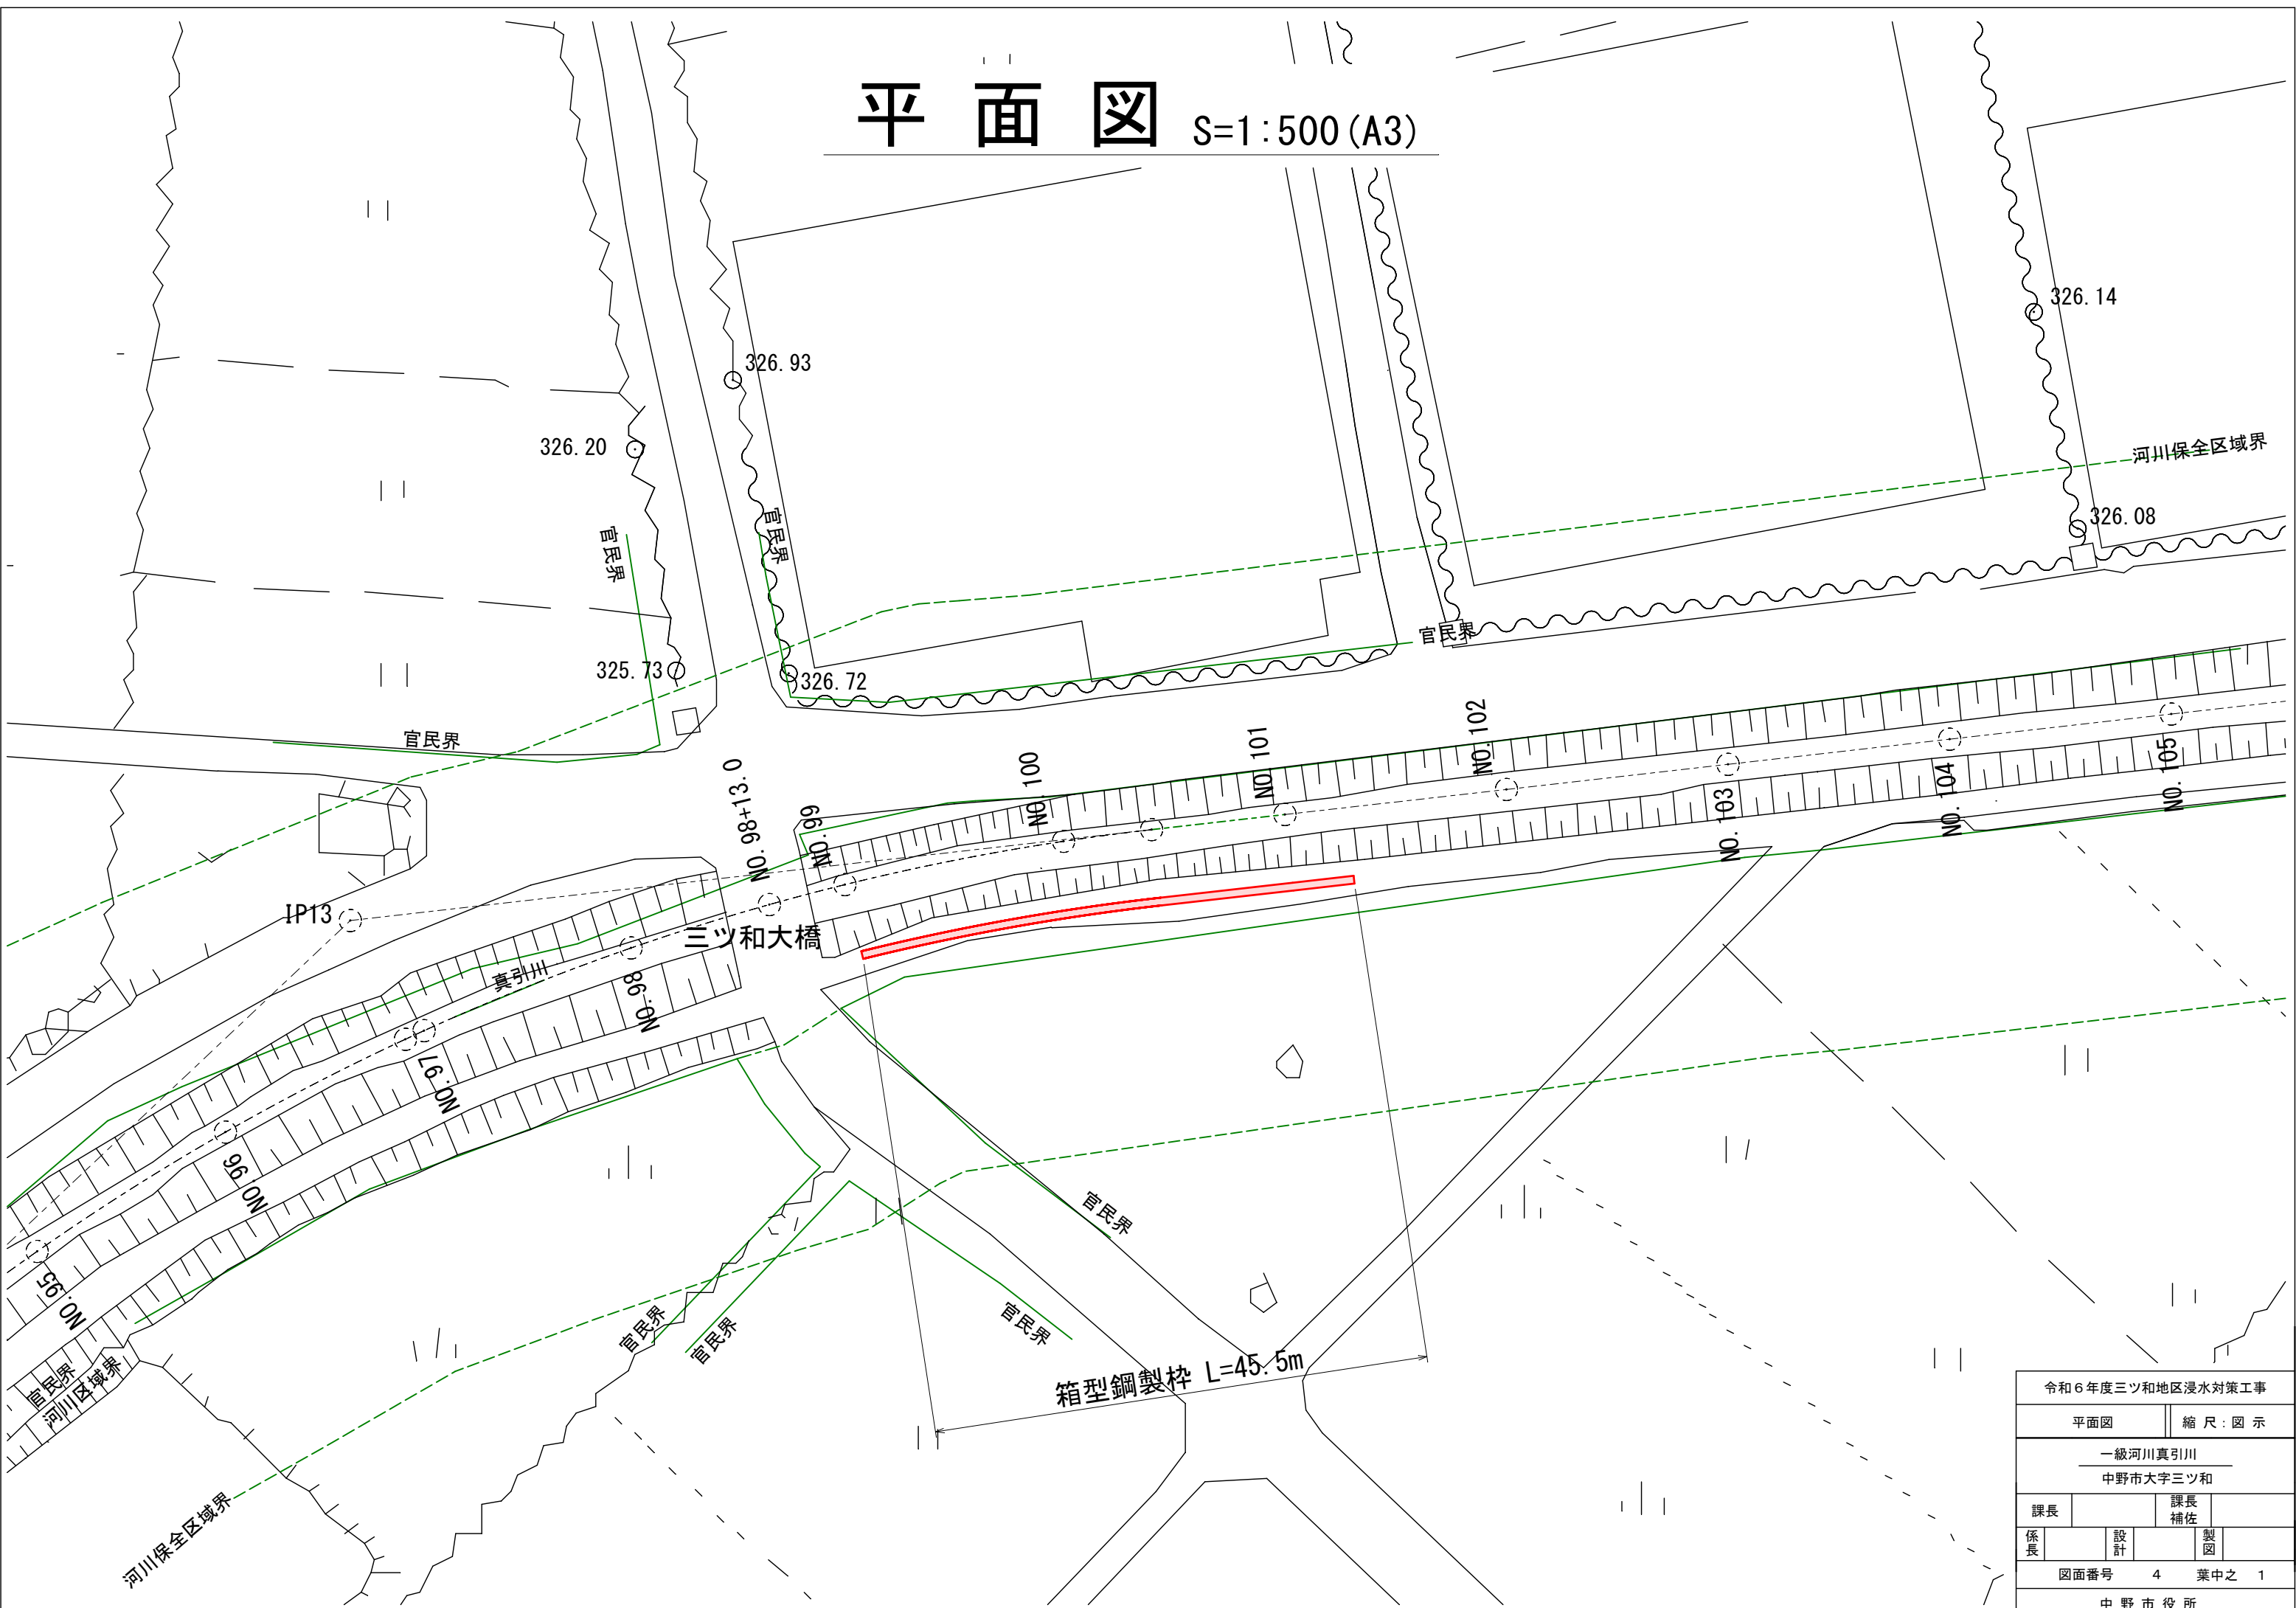 平 面 図 S=1:500(A3)
326.14
326.93
326.20
河川保全区域界
326.08
官民界
官民界
325.73
326.72
官民界
官民界
NO.98+13.0
NO.99
NO.100
NO.101
NO.102
NO.103
NO.104
NO.105
IP13
三ツ和大橋
真引川
NO.98
NO.97
NO.96
NO.95
官民界
官民界
官民界
官民界
官民界
河川区域界
箱型鋼製枠 L=45.5m
河川保全区域界
令和6年度三ツ和地区浸水対策工事
平面図 縮 尺:図 示
一級河川真引川
中野市大字三ツ和
課長 課長補佐
係長 設計 製図
図面番号 4 葉中之 1
中 野 市 役 所